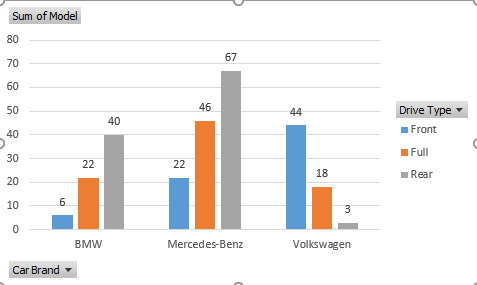 Sum of Model
80
70
60
50
40
30
20
10
0
6
22
40
22
46
67
44
18
3
BMW
Mercedes-Benz
Volkswagen
Drive Type
Front
Full
Rear
Car Brand